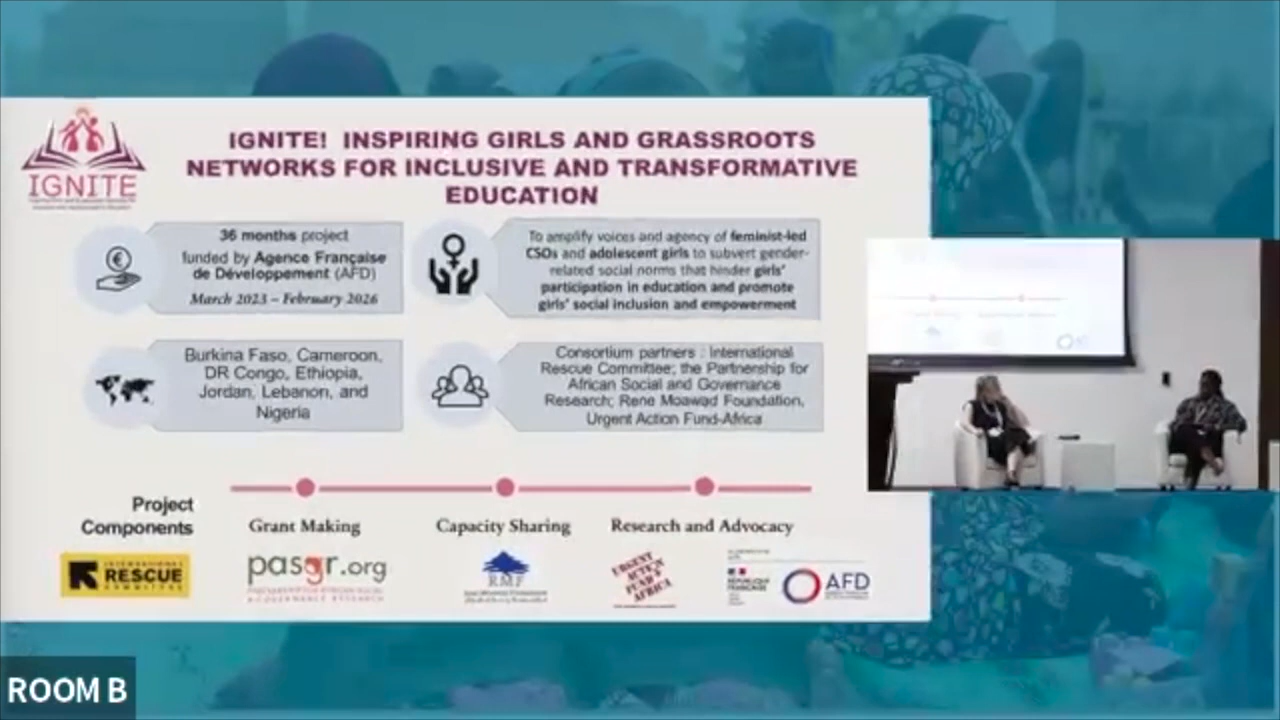 IGNITE! INSPIRING GIRLS AND GRASSROOTS
NETWORKS FOR INCLUSIVE AND TRANSFORMATIVE
EDUCATION
IGNITE
36 months project
funded by Agence Française
de Développement (AFD)
March 2023 – February 2026
To amplify voices and agency of feminist-led
CSOs and adolescent girls to subvert gender-
related social norms that hinder girls'
participation in education and promote
girls' social inclusion and empowerment
Burkina Faso, Cameroon,
DR Congo, Ethiopia,
Jordan, Lebanon, and
Nigeria
Consortium partners : International
Rescue Committee; the Partnership for
African Social and Governance
Research; Rene Moawad Foundation,
Urgent Action Fund-Africa
Project
Components
Grant Making
Capacity Sharing
Research and Advocacy
INTERNATIONAL
RESCUE
COMMITTEE
pasgr.org
RMF
URGENT
ACTION
FUND
AFRICA
RÉPUBLIQUE
FRANÇAISE
AFD
ROOM B